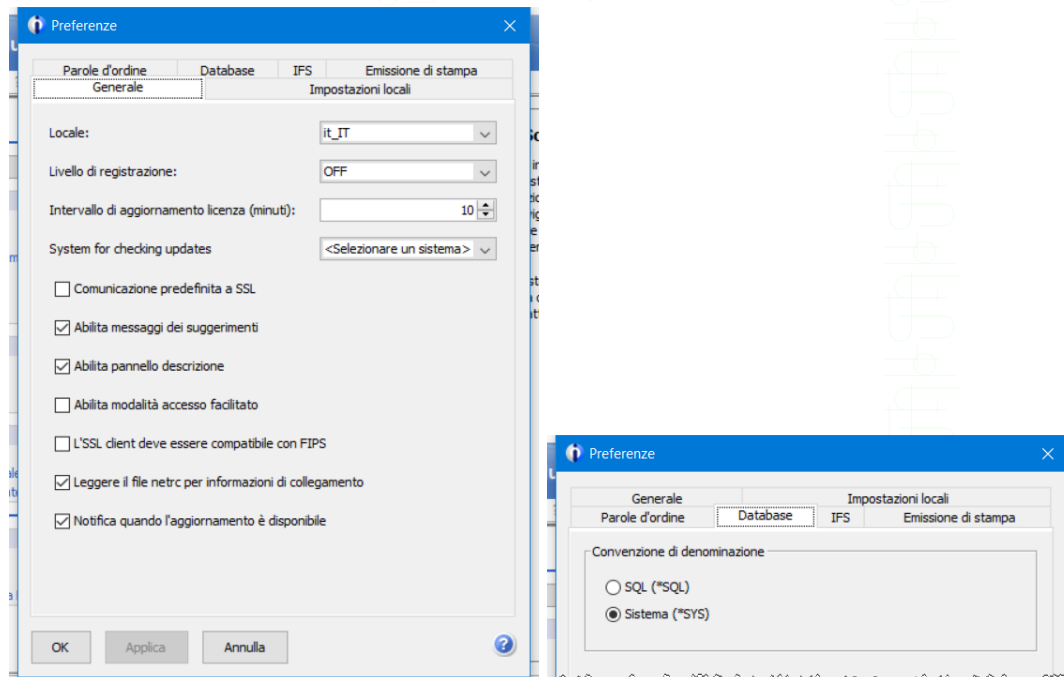 Preferenze
Parole d'ordine Database IFS Emissione di stampa
Generale Impostazioni locali
Locale: it_IT
Livello di registrazione: OFF
Intervallo di aggiornamento licenza (minuti): 10
System for checking updates <Selezionare un sistema>
Comunicazione predefinita a SSL
Abilita messaggi dei suggerimenti
Abilita pannello descrizione
Abilita modalità accesso facilitato
L'SSL client deve essere compatibile con FIPS
Leggere il file netrc per informazioni di collegamento
Notifica quando l'aggiornamento è disponibile
OK Applica Annulla
Preferenze
Generale Impostazioni locali
Parole d'ordine Database IFS Emissione di stampa
Convenzione di denominazione
SQL (*SQL)
Sistema (*SYS)